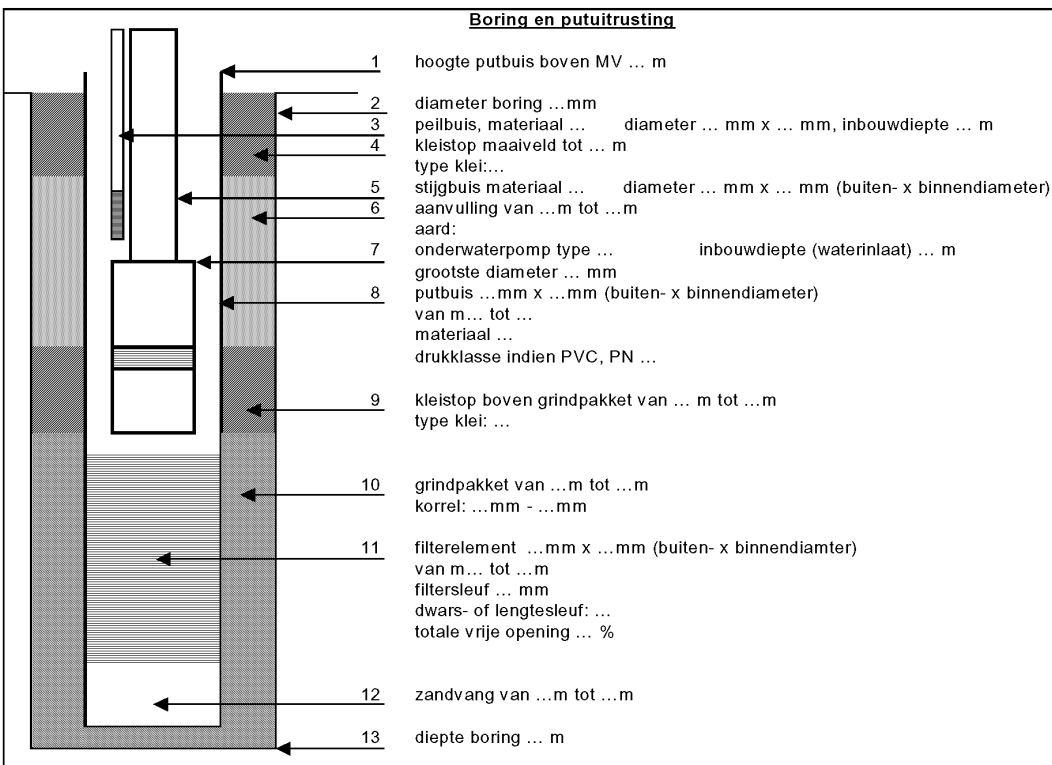 Boring en putuitrusting
1 hoogte putbuis boven MV ... m
2 diameter boring ...mm
3 peilbuis, materiaal ... diameter ... mm x ... mm, inbouwdiepte ... m
4 kleistop maaiveld tot ... m
type klei:...
5 stijgbuis materiaal ... diameter ... mm x ... mm (buiten- x binnendiameter)
6 aanvulling van ...m tot ...m
aard:
7 onderwaterpomp type ... inbouwdiepte (waterinlaat) ... m
grootste diameter ... mm
8 putbuis ...mm x ...mm (buiten- x binnendiameter)
van m... tot ...
materiaal ...
drukklasse indien PVC, PN ...
9 kleistop boven grindpakket van ... m tot ...m
type klei: ...
10 grindpakket van ...m tot ...m
korrel: ...mm - ...mm
11 filterelement ...mm x ...mm (buiten- x binnendiamter)
van m... tot ...m
filtersleuf ... mm
dwars- of lengtesleuf: ...
totale vrije opening ... %
12 zandvang van ...m tot ...m
13 diepte boring ... m